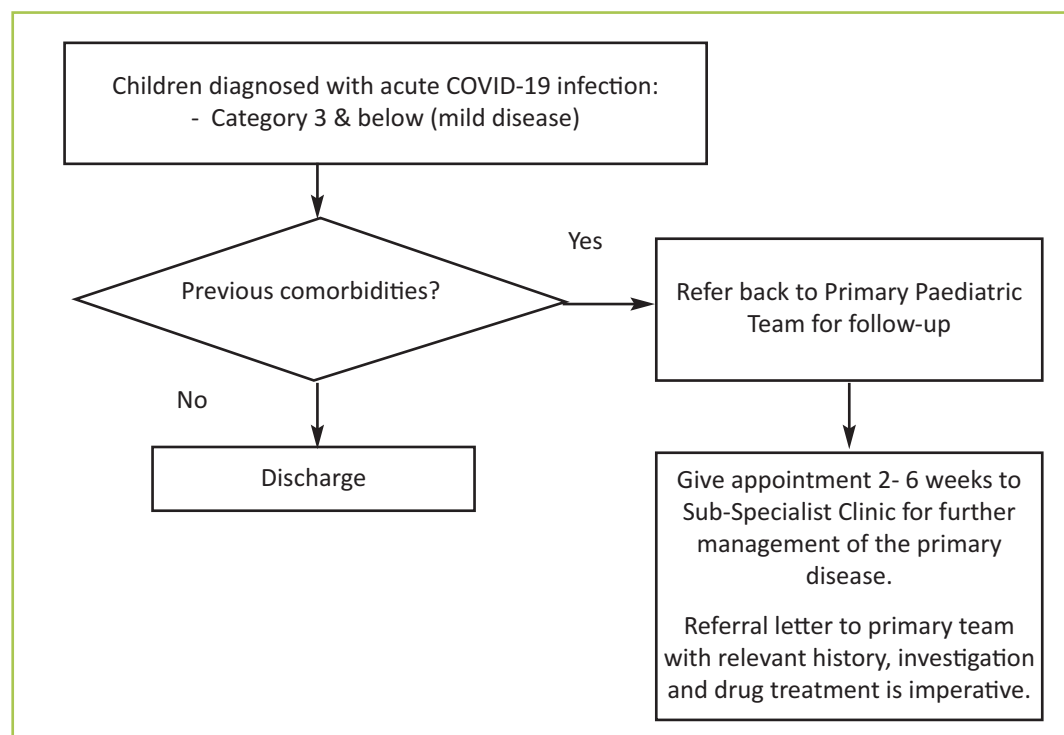 Children diagnosed with acute COVID-19 infection:
- Category 3 & below (mild disease)
Previous comorbidities?
Yes
Refer back to Primary Paediatric
Team for follow-up
No
Discharge
Give appointment 2- 6 weeks to
Sub-Specialist Clinic for further
management of the primary
disease.
Referral letter to primary team
with relevant history, investigation
and drug treatment is imperative.